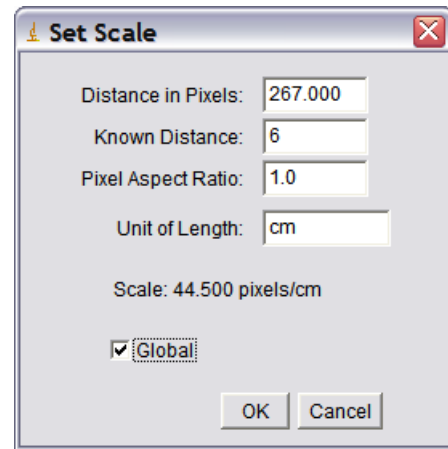 Set Scale
Distance in Pixels: 267.000
Known Distance: 6
Pixel Aspect Ratio: 1.0
Unit of Length: cm
Scale: 44.500 pixels/cm
Global
OK Cancel